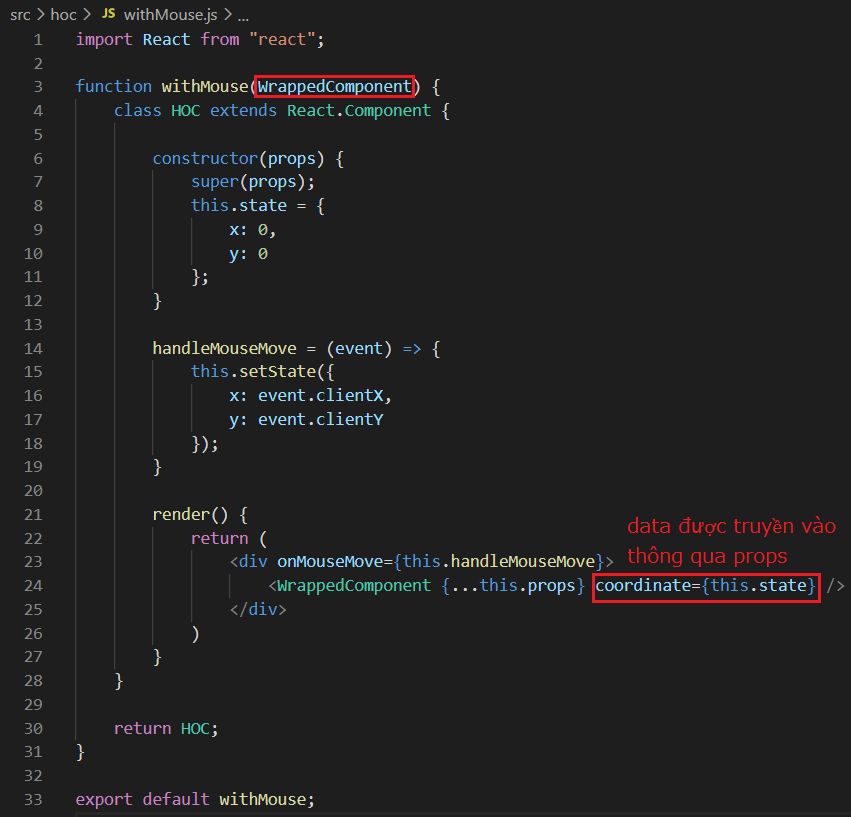 src > hoc > JS withMouse.js > ...
1 import React from "react";
2
3 function withMouse(WrappedComponent) {
4     class HOC extends React.Component {
5
6         constructor(props) {
7             super(props);
8             this.state = {
9                 x: 0,
10                 y: 0
11             };
12         }
13
14         handleMouseMove = (event) => {
15             this.setState({
16                 x: event.clientX,
17                 y: event.clientY
18             });
19         }
20
21         render() {
data được truyền vào
22             return (
thông qua props
23                 <div onMouseMove={this.handleMouseMove}>
24                     <WrappedComponent {...this.props} coordinate={this.state} />
25                 </div>
26             )
27         }
28     }
29
30     return HOC;
31 }
32
33 export default withMouse;